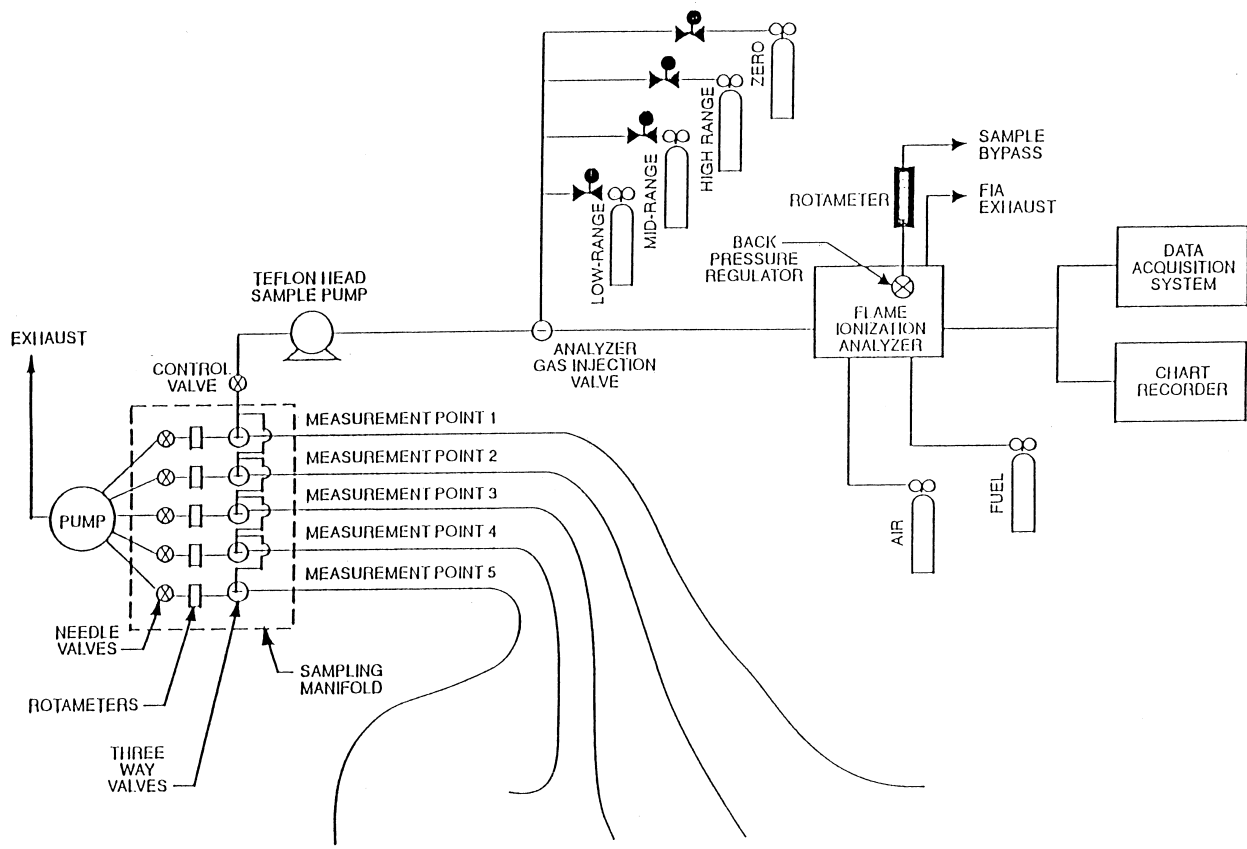 ZERO
HIGH RANGE
MID-RANGE
LOW-RANGE
SAMPLE
BYPASS
ROTAMETER
FIA
EXHAUST
BACK
PRESSURE
REGULATOR
DATA
ACQUISITION
SYSTEM
TEFLON HEAD
SAMPLE PUMP
FLAME
IONIZATION
ANALYZER
EXHAUST
ANALYZER
GAS INJECTION
VALVE
CONTROL
VALVE
CHART
RECORDER
MEASUREMENT POINT 1
MEASUREMENT POINT 2
MEASUREMENT POINT 3
MEASUREMENT POINT 4
MEASUREMENT POINT 5
PUMP
FUEL
AIR
NEEDLE
VALVES
SAMPLING
MANIFOLD
ROTAMETERS
THREE
WAY
VALVES